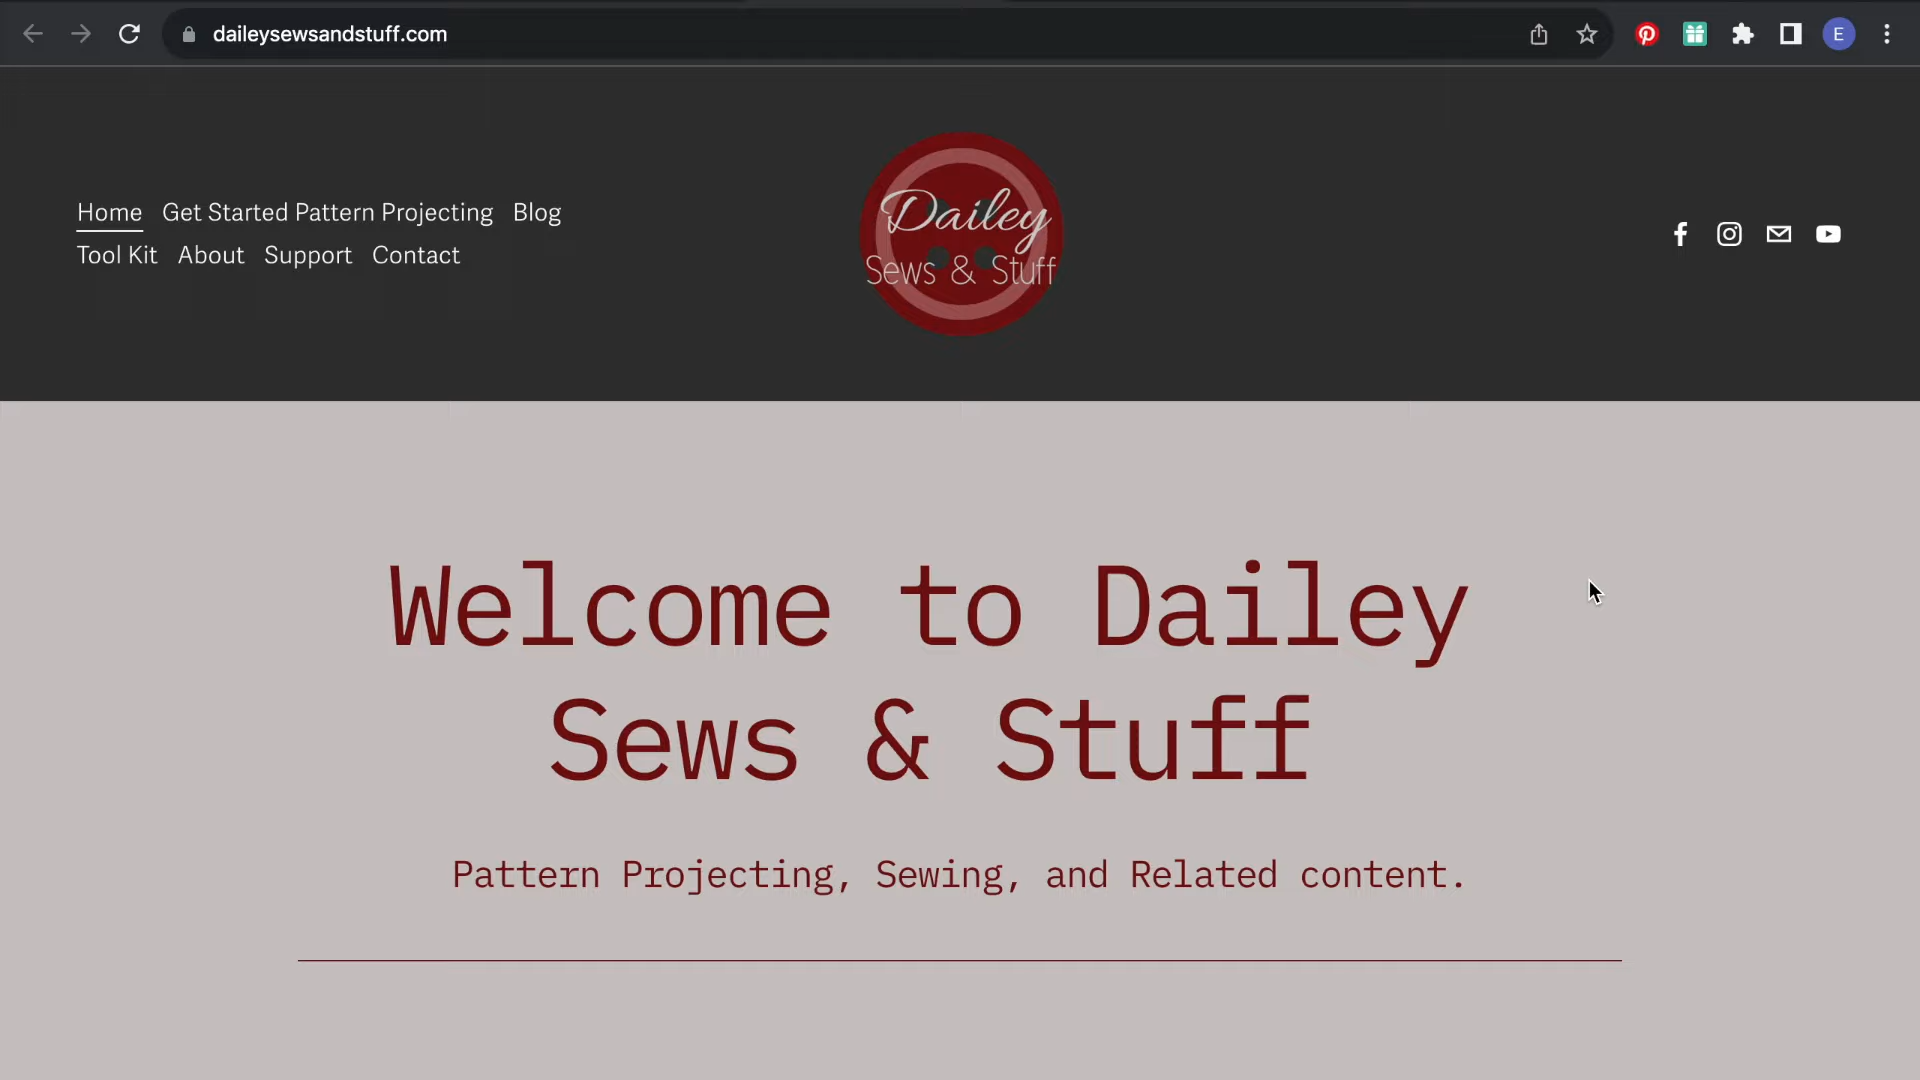 daileysewsandstuff.com
E
Home Get Started Pattern Projecting Blog
Tool Kit About Support Contact
Dailey
Sews & Stuff
Welcome to Dailey
Sews & Stuff
Pattern Projecting, Sewing, and Related content.